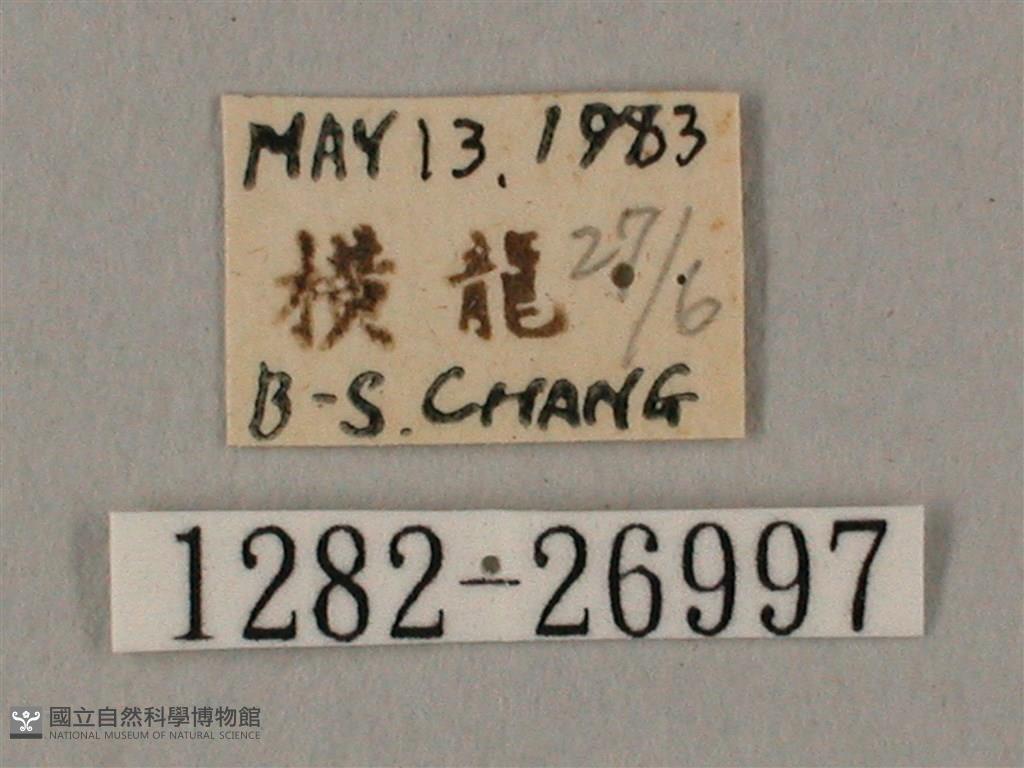 MAY 13. 1983
横龍 27/6
B-S. CHANG
1282-26997
國立自然科學博物館
NATIONAL MUSEUM OF NATURAL SCIENCE